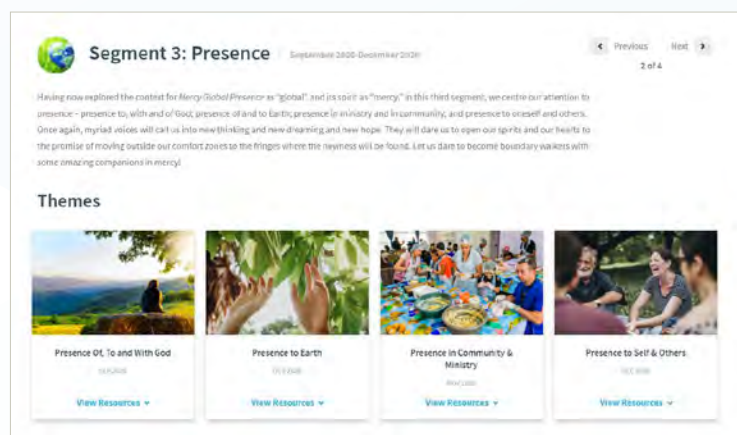 Segment 3: Presence
September 2020-December 2020
Previous Next
2 of 4
Having now explored the context for Mercy Global Presence as "global", and its spirit as "mercy," in this third segment, we centre our attention to
presence – presence to, with and of God; presence of and to Earth; presence in ministry and in community, and presence to oneself and others.
Once again, myriad voices will call us into new thinking and new dreaming and new hope. They will dare us to open our spirits and our hearts to
the promise of moving outside our comfort zones to the fringes where the newness will be found. Let us dare to become boundary walkers with
some amazing companions in mercy!
Themes
Presence Of, To and With God
Presence to Earth
Presence in Community &
Ministry
Presence to Self & Others
View Resources
View Resources
View Resources
View Resources